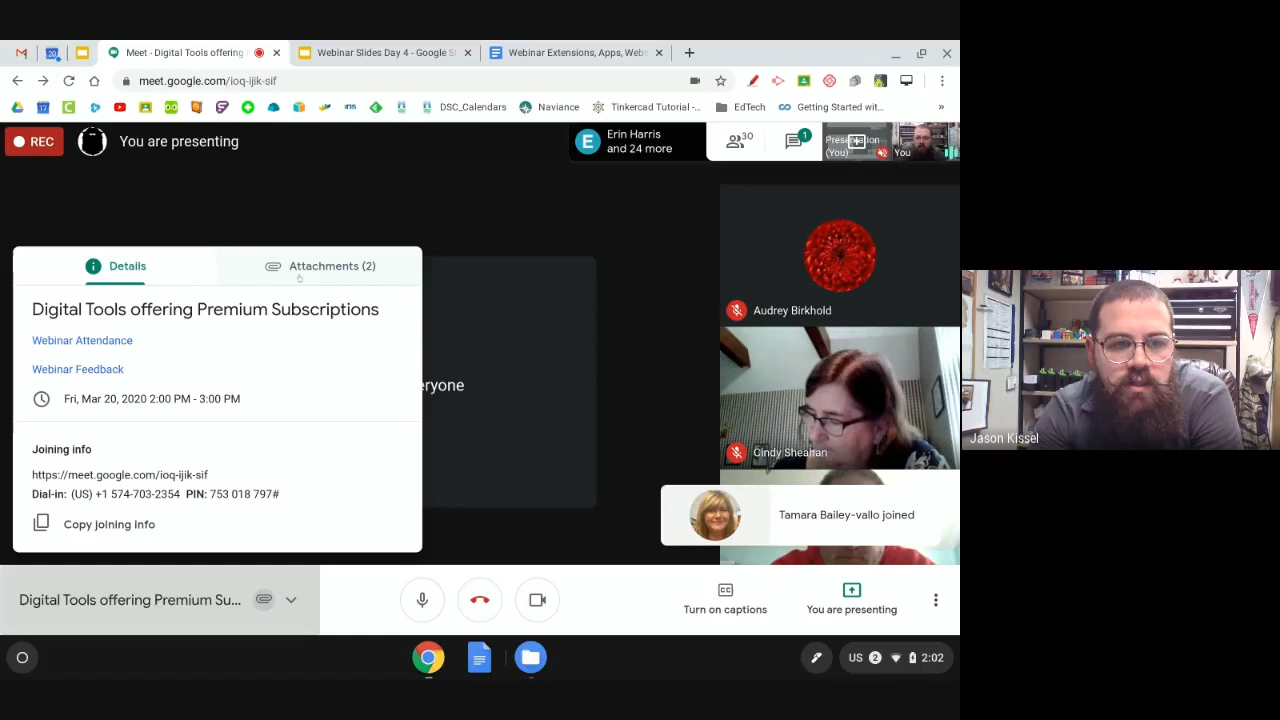 Meet - Digital Tools offering
Webinar Slides Day 4 - Google S
Webinar Extensions, Apps, Web
meet.google.com/ioq-ijik-sif
DSC_Calendars
Naviance
Tinkercad Tutorial -...
EdTech
Getting Started wit...
»
REC
You are presenting
E
Erin Harris
and 24 more
30
1
Presentation
(You)
You
Details
Attachments (2)
Digital Tools offering Premium Subscriptions
Webinar Attendance
Webinar Feedback
Fri, Mar 20, 2020 2:00 PM - 3:00 PM
Joining info
https://meet.google.com/ioq-ijik-sif
Dial-in: (US) +1 574-703-2354 PIN: 753 018 797#
Copy joining info
eryone
Audrey Birkhold
Cindy Sheahan
Tamara Bailey-vallo joined
Jason Kissel
Digital Tools offering Premium Su...
Turn on captions
You are presenting
US 2 2:02